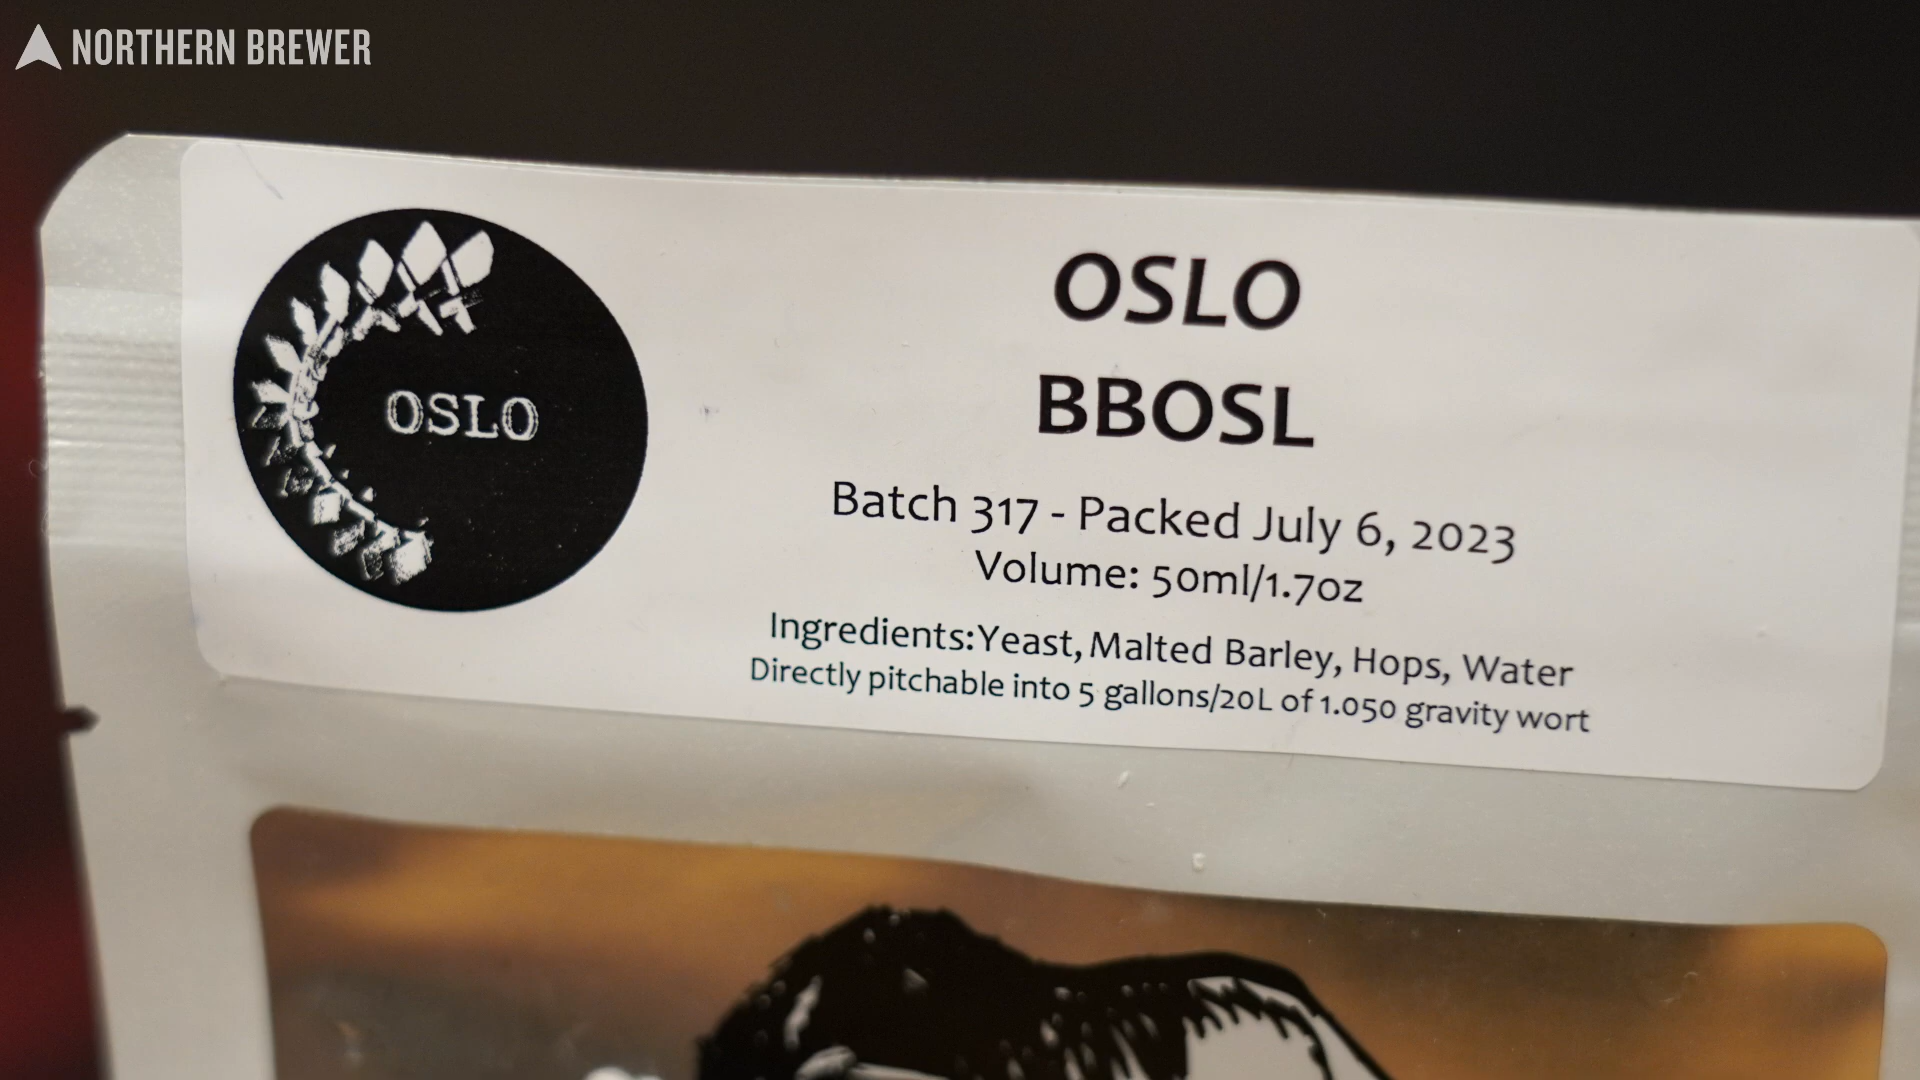 NORTHERN BREWER
OSLO
OSLO
BBOSL
Batch 317 - Packed July 6, 2023
Volume: 50ml/1.7oz
Ingredients:Yeast, Malted Barley, Hops, Water
Directly pitchable into 5 gallons/20L of 1.050 gravity wort